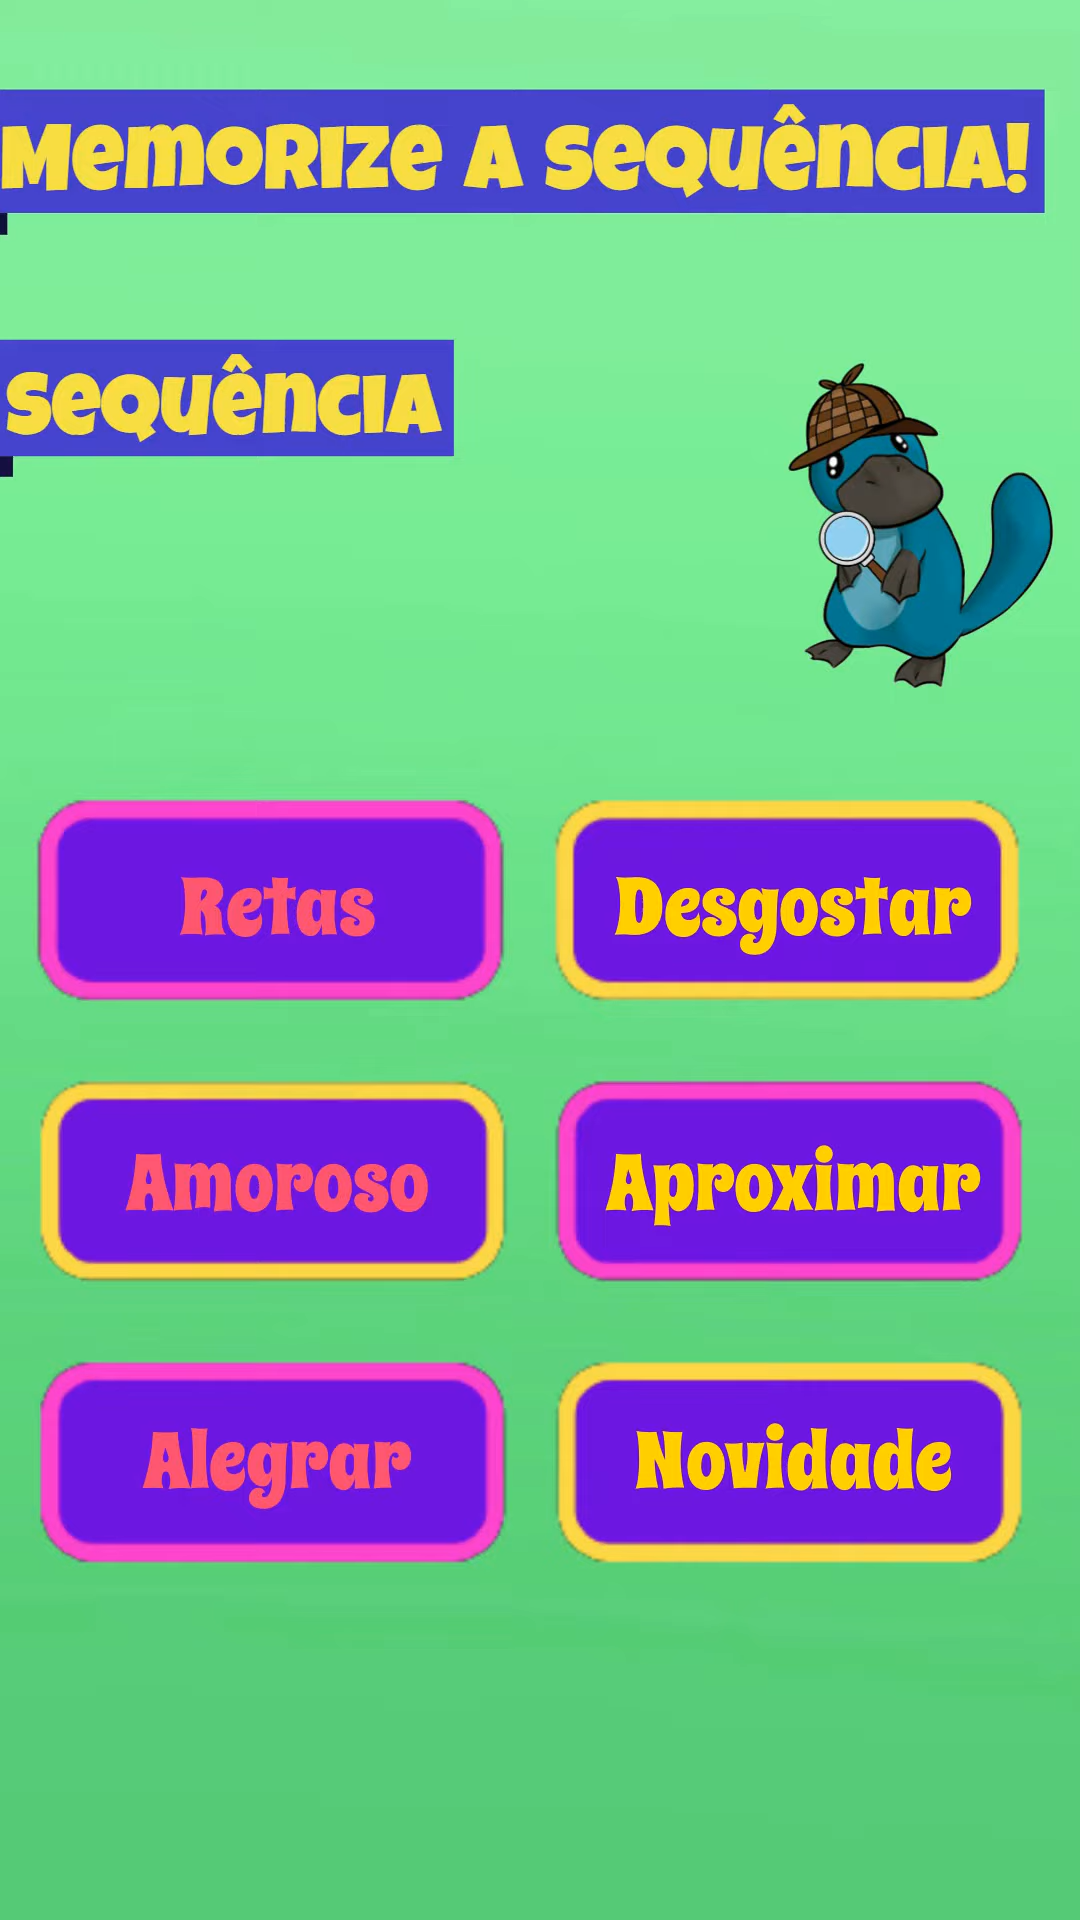 Memorize a sequência!
Sequência
Retas
Desgostar
Amoroso
Aproximar
Alegrar
Novidade